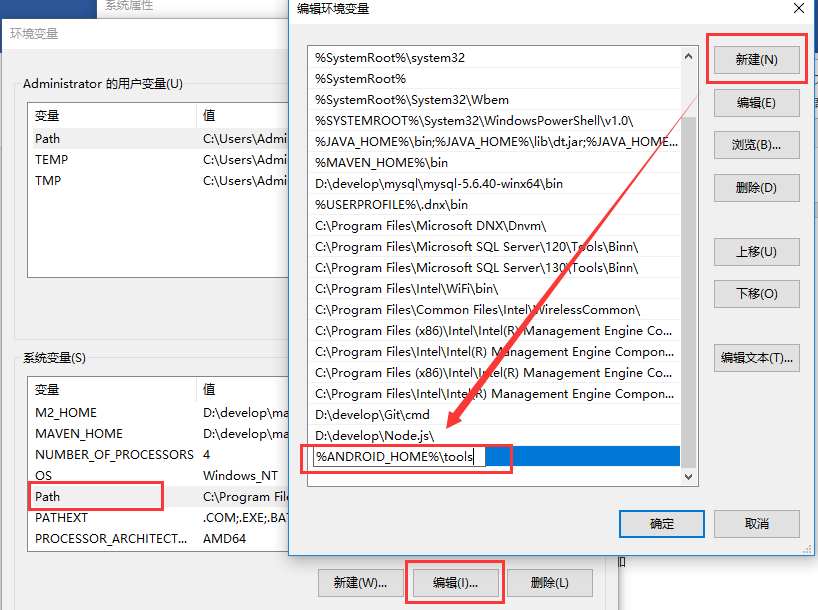 系统属性
环境变量
Administrator 的用户变量(U)
变量 值
Path C:\Users\Admi
TEMP C:\Users\Admi
TMP C:\Users\Admi
系统变量(S)
变量 值
M2_HOME D:\develop\ma
MAVEN_HOME D:\develop\ma
NUMBER_OF_PROCESSORS 4
OS Windows_NT
Path C:\Program File
PATHEXT .COM;.EXE;.BAT
PROCESSOR_ARCHITECT... AMD64
新建(W)... 编辑(I)... 删除(L)
编辑环境变量
%SystemRoot%\system32
%SystemRoot%
%SystemRoot%\System32\Wbem
%SYSTEMROOT%\System32\WindowsPowerShell\v1.0\
%JAVA_HOME%\bin;%JAVA_HOME%\lib\dt.jar;%JAVA_HOME...
%MAVEN_HOME%\bin
D:\develop\mysql\mysql-5.6.40-winx64\bin
%USERPROFILE%\.dnx\bin
C:\Program Files\Microsoft DNX\Dnvm\
C:\Program Files\Microsoft SQL Server\120\Tools\Binn\
C:\Program Files\Microsoft SQL Server\130\Tools\Binn\
C:\Program Files\Intel\WiFi\bin\
C:\Program Files\Common Files\Intel\WirelessCommon\
C:\Program Files (x86)\Intel\Intel(R) Management Engine Co...
C:\Program Files\Intel\Intel(R) Management Engine Compon...
C:\Program Files (x86)\Intel\Intel(R) Management Engine Co...
C:\Program Files\Intel\Intel(R) Management Engine Compon...
D:\develop\Git\cmd
D:\develop\Node.js\
%ANDROID_HOME%\tools
新建(N)
编辑(E)
浏览(B)...
删除(D)
上移(U)
下移(O)
编辑文本(T)...
确定 取消